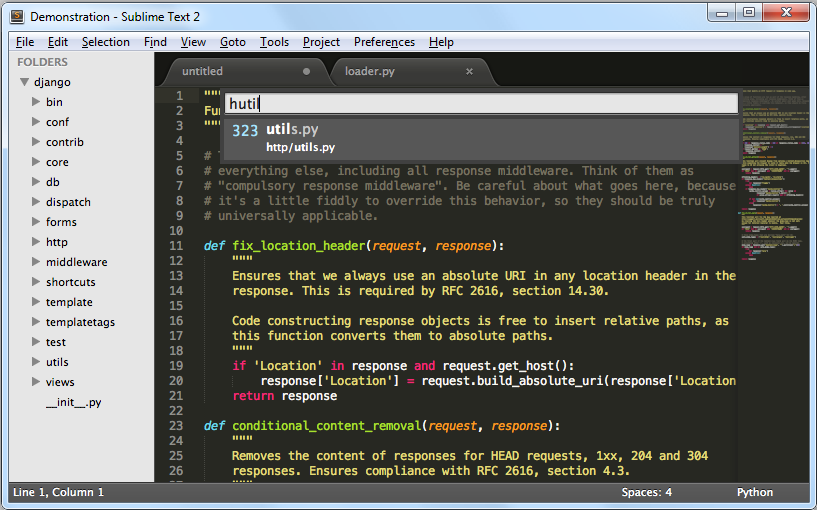 Demonstration - Sublime Text 2
File Edit Selection Find View Goto Tools Project Preferences Help
FOLDERS
django
bin
conf
contrib
core
db
dispatch
forms
http
middleware
shortcuts
template
templatetags
test
utils
views
__init__.py
untitled
loader.py
hutil
323 utils.py
http/utils.py
1 """
2 Fun
3 """
4
5 # T
6 # everything else, including all response middleware. Think of them as
7 # "compulsory response middleware". Be careful about what goes here, because
8 # it's a little fiddly to override this behavior, so they should be truly
9 # universally applicable.
10
11 def fix_location_header(request, response):
12 """
13 Ensures that we always use an absolute URI in any location header in the
14 response. This is required by RFC 2616, section 14.30.
15
16 Code constructing response objects is free to insert relative paths, as
17 this function converts them to absolute paths.
18 """
19 if 'Location' in response and request.get_host():
20 response['Location'] = request.build_absolute_uri(response['Location
21 return response
22
23 def conditional_content_removal(request, response):
24 """
25 Removes the content of responses for HEAD requests, 1xx, 204 and 304
26 responses. Ensures compliance with RFC 2616, section 4.3.
27 """
Line 1, Column 1
Spaces: 4
Python